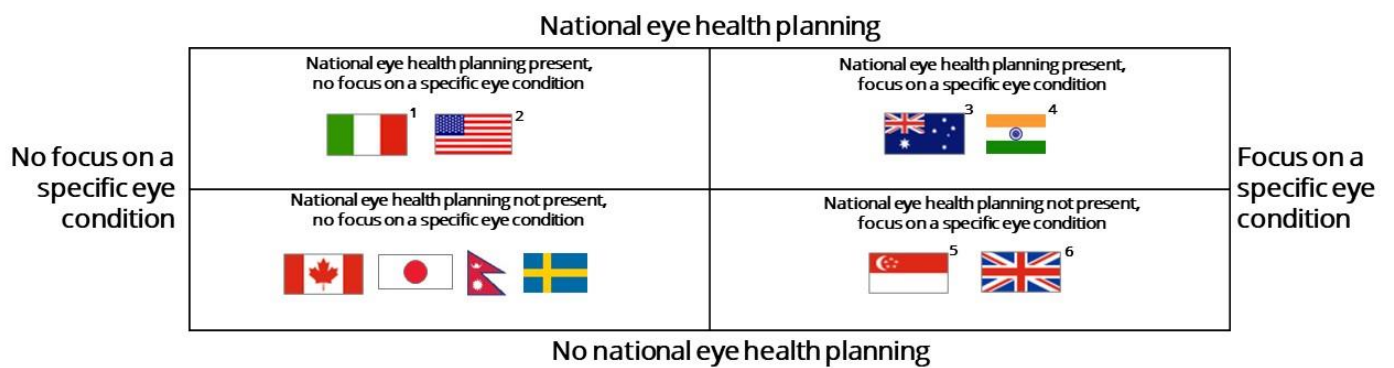 National eye health planning
National eye health planning present,
no focus on a specific eye condition
National eye health planning present,
focus on a specific eye condition
1
2
3
4
No focus on a
specific eye
condition
Focus on a
specific eye
condition
National eye health planning not present,
no focus on a specific eye condition
National eye health planning not present,
focus on a specific eye condition
5
6
No national eye health planning